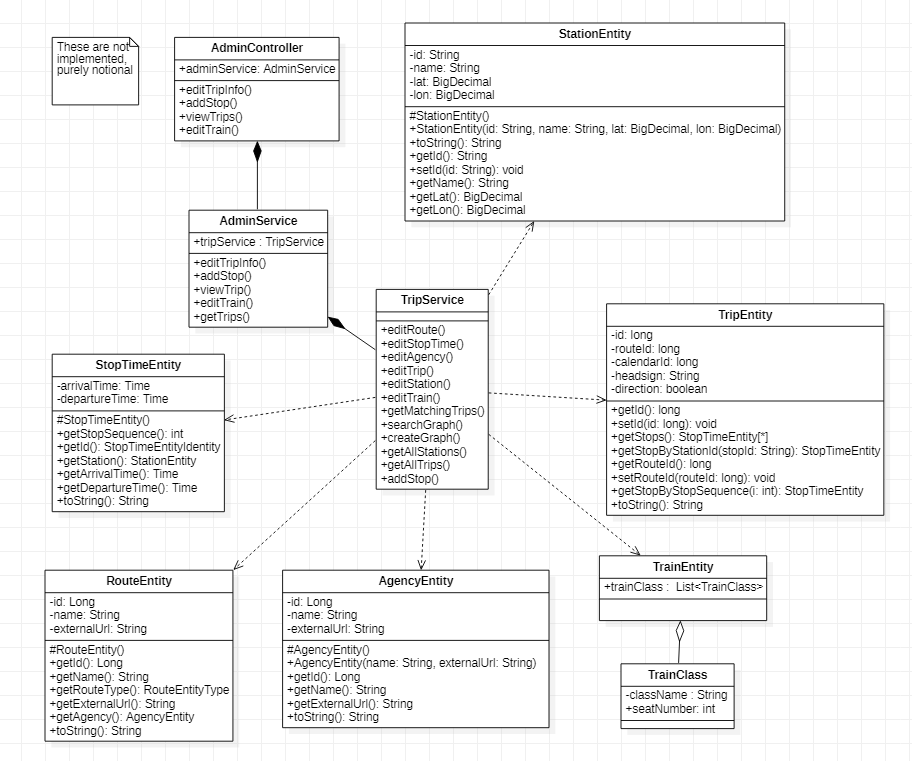 These are not
implemented,
purely notional
AdminController
+adminService: AdminService
+editTripInfo()
+addStop()
+viewTrips()
+editTrain()
StationEntity
-id: String
-name: String
-lat: BigDecimal
-lon: BigDecimal
#StationEntity()
+StationEntity(id: String, name: String, lat: BigDecimal, lon: BigDecimal)
+toString(): String
+getId(): String
+setId(id: String): void
+getName(): String
+getLat(): BigDecimal
+getLon(): BigDecimal
AdminService
+tripService : TripService
+editTripInfo()
+addStop()
+viewTrip()
+editTrain()
+getTrips()
TripService
+editRoute()
+editStopTime()
+editAgency()
+editTrip()
+editStation()
+editTrain()
+getMatchingTrips()
+searchGraph()
+createGraph()
+getAllStations()
+getAllTrips()
+addStop()
TripEntity
-id: long
-routeId: long
-calendarId: long
-headsign: String
-direction: boolean
+getId(): long
+setId(id: long): void
+getStops(): StopTimeEntity[*]
+getStopByStationId(stopId: String): StopTimeEntity
+getRouteId(): long
+setRouteId(routeId: long): void
+getStopByStopSequence(i: int): StopTimeEntity
+toString(): String
StopTimeEntity
-arrivalTime: Time
-departureTime: Time
#StopTimeEntity()
+getStopSequence(): int
+getId(): StopTimeEntityIdentity
+getStation(): StationEntity
+getArrivalTime(): Time
+getDepartureTime(): Time
+toString(): String
RouteEntity
-id: Long
-name: String
-externalUrl: String
#RouteEntity()
+getId(): Long
+getName(): String
+getRouteType(): RouteEntityType
+getExternalUrl(): String
+getAgency(): AgencyEntity
+toString(): String
AgencyEntity
-id: Long
-name: String
-externalUrl: String
#AgencyEntity()
+AgencyEntity(name: String, externalUrl: String)
+getId(): Long
+getName(): String
+getExternalUrl(): String
+toString(): String
TrainEntity
+trainClass : List<TrainClass>
TrainClass
-className : String
+seatNumber: int